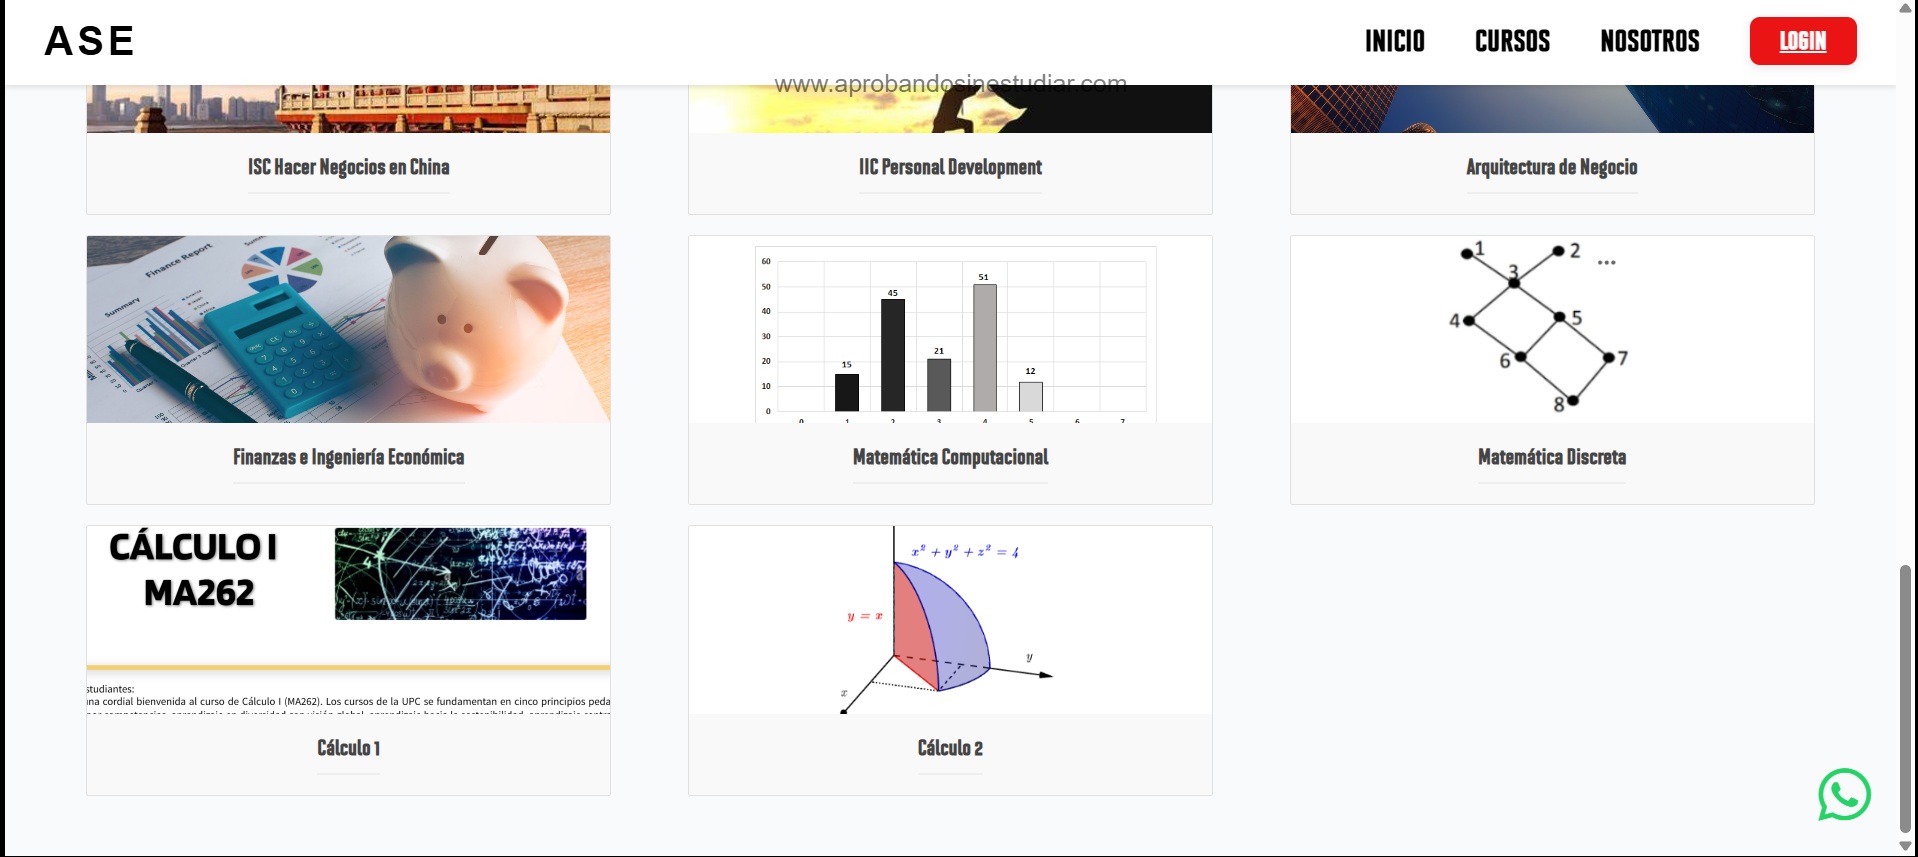 ASE
INICIO
CURSOS
NOSOTROS
LOGIN
www.aprobandosinestudiar.com
ISC Hacer Negocios en China
IIC Personal Development
Arquitectura de Negocio
Finance Report
Summary
Finanzas e Ingeniería Económica
60
50
40
30
20
10
0
15
45
21
51
12
0 1 2 3 4 5 6 7
Matemática Computacional
1
2
...
3
4
5
6
7
8
Matemática Discreta
CÁLCULO I
MA262
studiantes:
una cordial bienvenida al curso de Cálculo I (MA262). Los cursos de la UPC se fundamentan en cinco principios peda
Cálculo 1
x² + y² + z² = 4
y = x
y
x
Cálculo 2